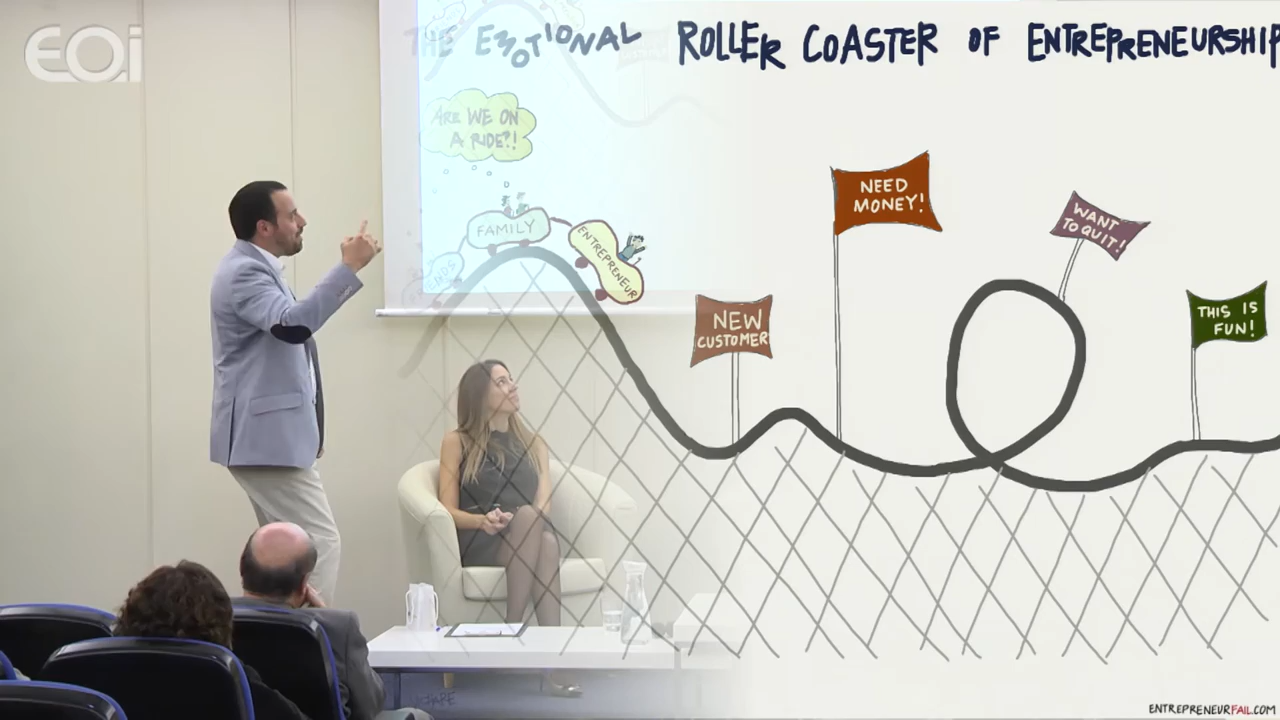 EOi
THE EMOTIONAL ROLLER COASTER OF ENTREPRENEURSHIP
ARE WE ON
A RIDE?!
FAMILY
ENTREPRENEUR
NEW
CUSTOMER
NEED
MONEY!
WANT
TO QUIT!
THIS IS
FUN!
ENTREPRENEURFAIL.COM